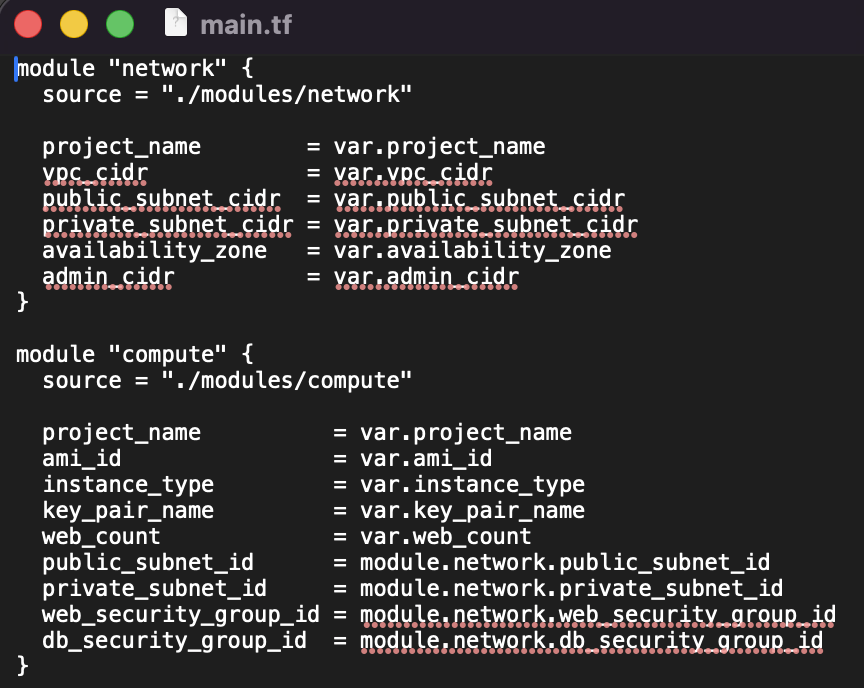 main.tf
module "network" {
  source = "./modules/network"

  project_name        = var.project_name
  vpc_cidr            = var.vpc_cidr
  public_subnet_cidr  = var.public_subnet_cidr
  private_subnet_cidr = var.private_subnet_cidr
  availability_zone   = var.availability_zone
  admin_cidr          = var.admin_cidr
}

module "compute" {
  source = "./modules/compute"

  project_name          = var.project_name
  ami_id                = var.ami_id
  instance_type         = var.instance_type
  key_pair_name         = var.key_pair_name
  web_count             = var.web_count
  public_subnet_id      = module.network.public_subnet_id
  private_subnet_id     = module.network.private_subnet_id
  web_security_group_id = module.network.web_security_group_id
  db_security_group_id  = module.network.db_security_group_id
}